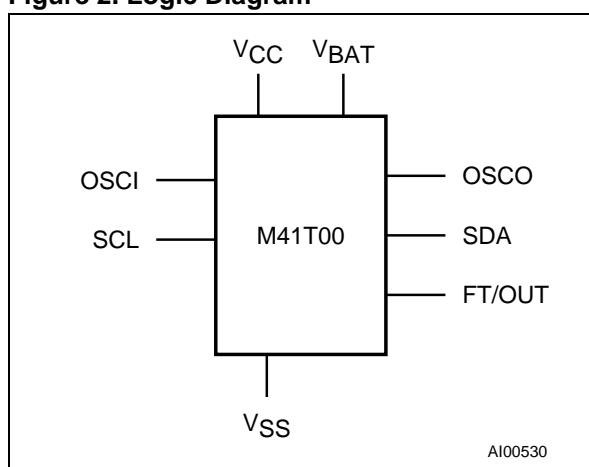 Figure 2. Logic Diagram
VCC VBAT
OSCI
OSCO
SCL
M41T00
SDA
FT/OUT
VSS
AI00530